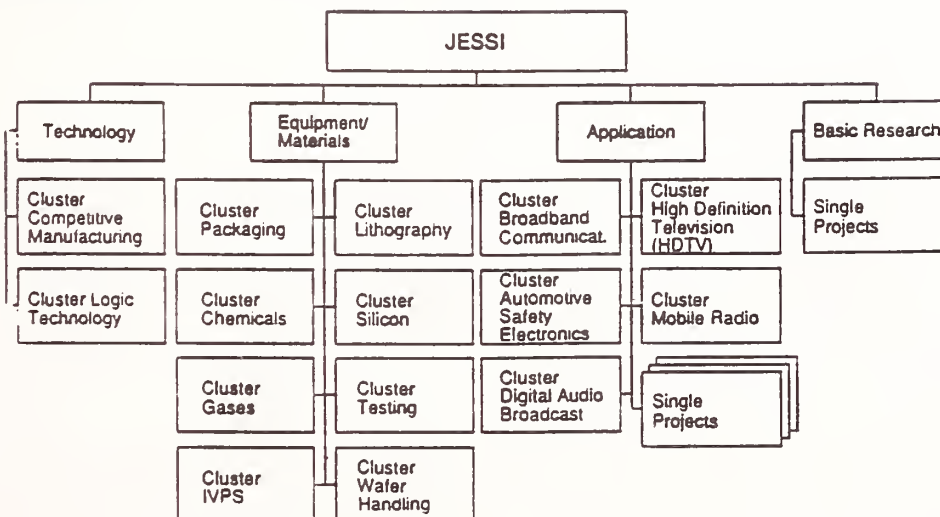 JESSI
Technology
Equipment/
Materials
Application
Basic Research
Cluster
Competitive
Manufacturing
Cluster
Packaging
Cluster
Lithography
Cluster
Broadband
Communicat.
Cluster
High Definition
Television
(HDTV)
Single
Projects
Cluster Logic
Technology
Cluster
Chemicals
Cluster
Silicon
Cluster
Automotive
Safety
Electronics
Cluster
Mobile Radio
Cluster
Gases
Cluster
Testing
Cluster
Digital Audio
Broadcast
Single
Projects
Cluster
IVPS
Cluster
Wafer
Handling